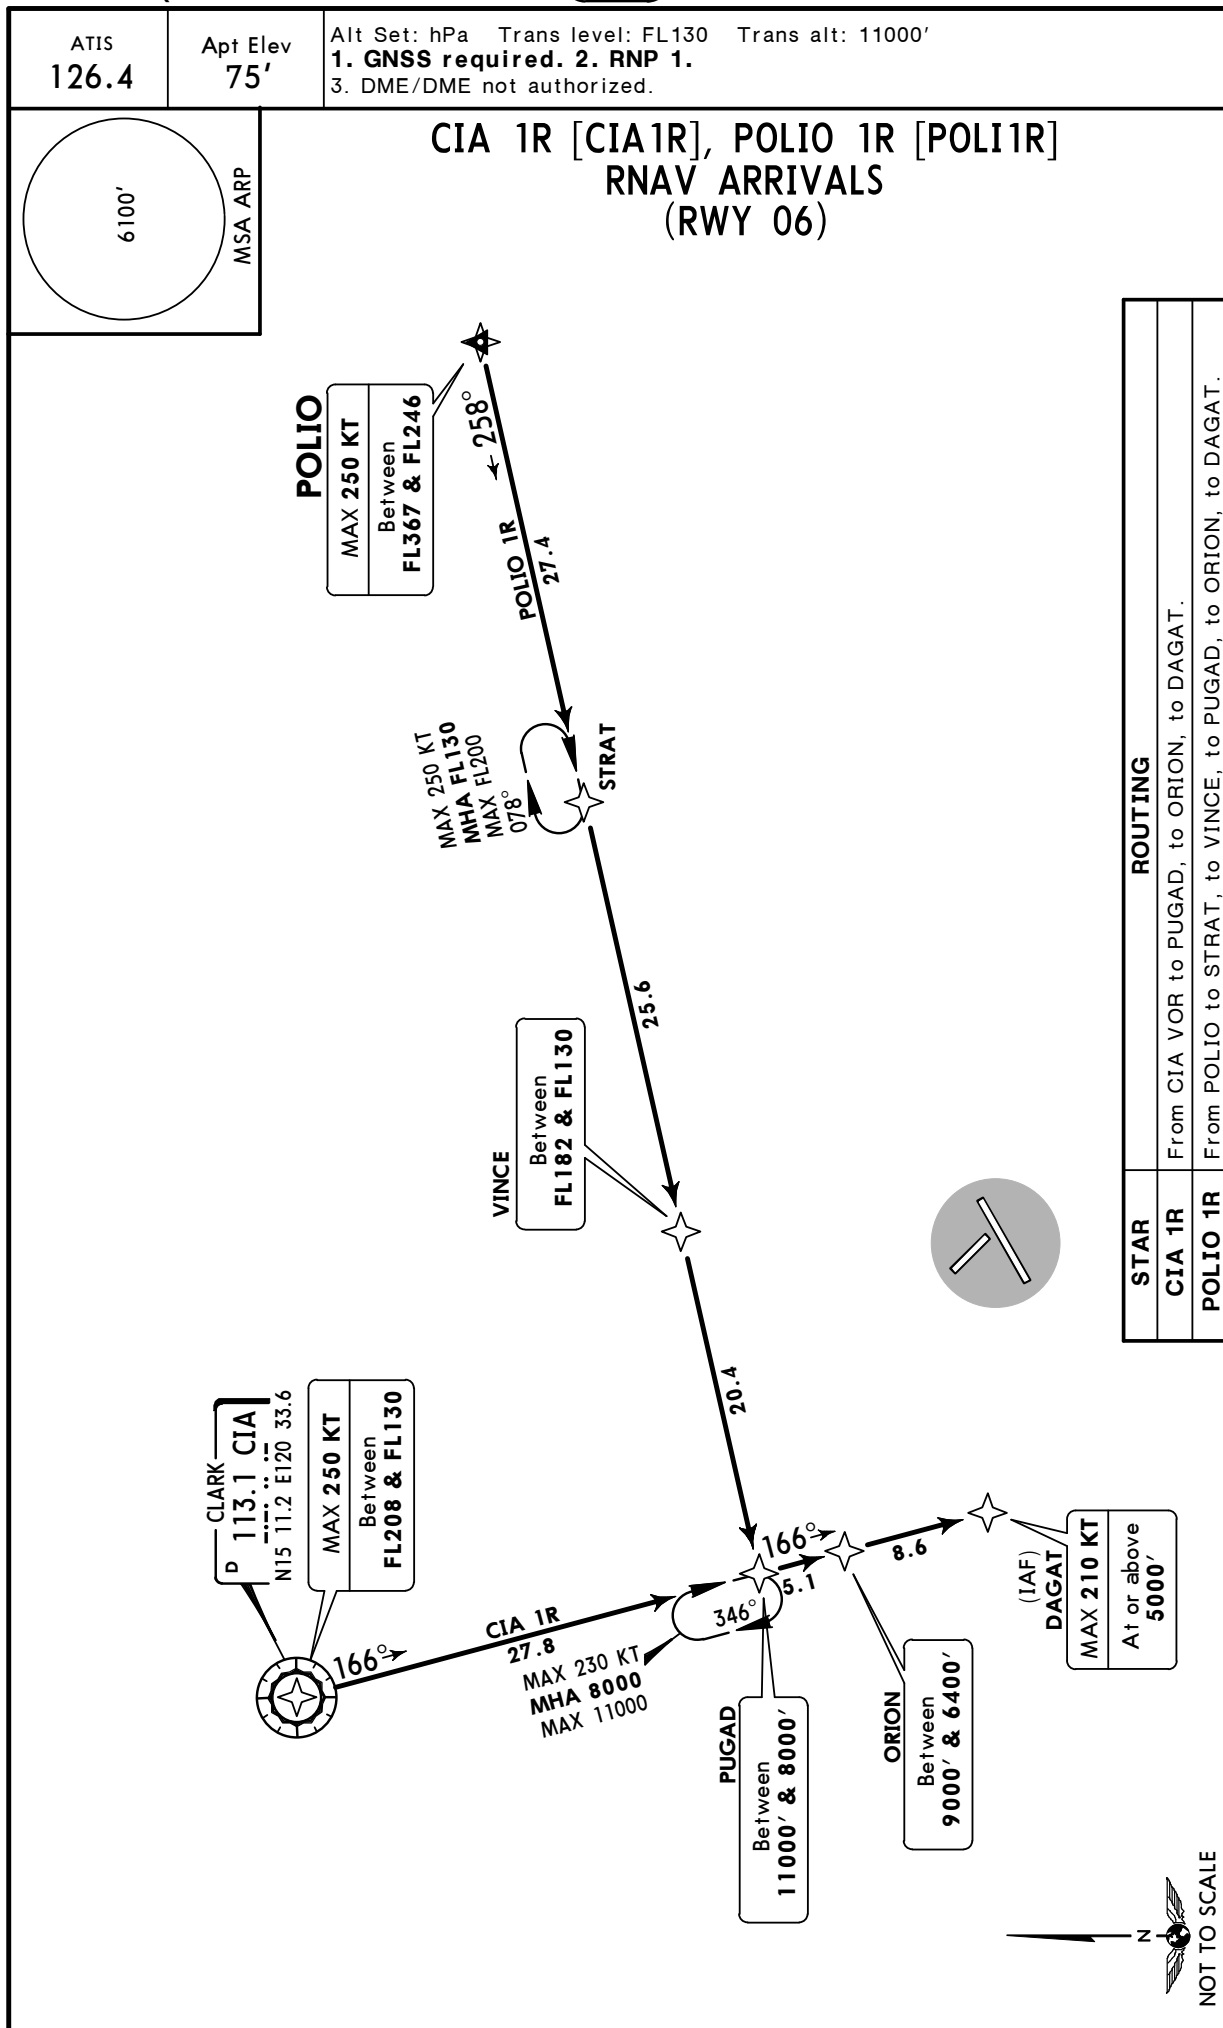 ATIS
126.4
Apt Elev
75'
Alt Set: hPa Trans level: FL130 Trans alt: 11000'
1. GNSS required. 2. RNP 1.
3. DME/DME not authorized.
6100'
MSA ARP
CIA 1R [CIA1R], POLIO 1R [POLI1R]
RNAV ARRIVALS
(RWY 06)
POLIO
MAX 250 KT
Between
FL367 & FL246
258°
POLIO 1R
27.4
MAX 250 KT
MHA FL130
MAX FL200
078°
STRAT
25.6
VINCE
Between
FL182 & FL130
20.4
CLARK
D 113.1 CIA
N15 11.2 E120 33.6
MAX 250 KT
Between
FL208 & FL130
166°
CIA 1R
27.8
MAX 230 KT
MHA 8000
MAX 11000
346°
166°
5.1
8.6
PUGAD
Between
11000' & 8000'
ORION
Between
9000' & 6400'
(IAF)
DAGAT
MAX 210 KT
At or above
5000'
STAR ROUTING
CIA 1R From CIA VOR to PUGAD, to ORION, to DAGAT.
POLIO 1R From POLIO to STRAT, to VINCE, to PUGAD, to ORION, to DAGAT.
N
NOT TO SCALE